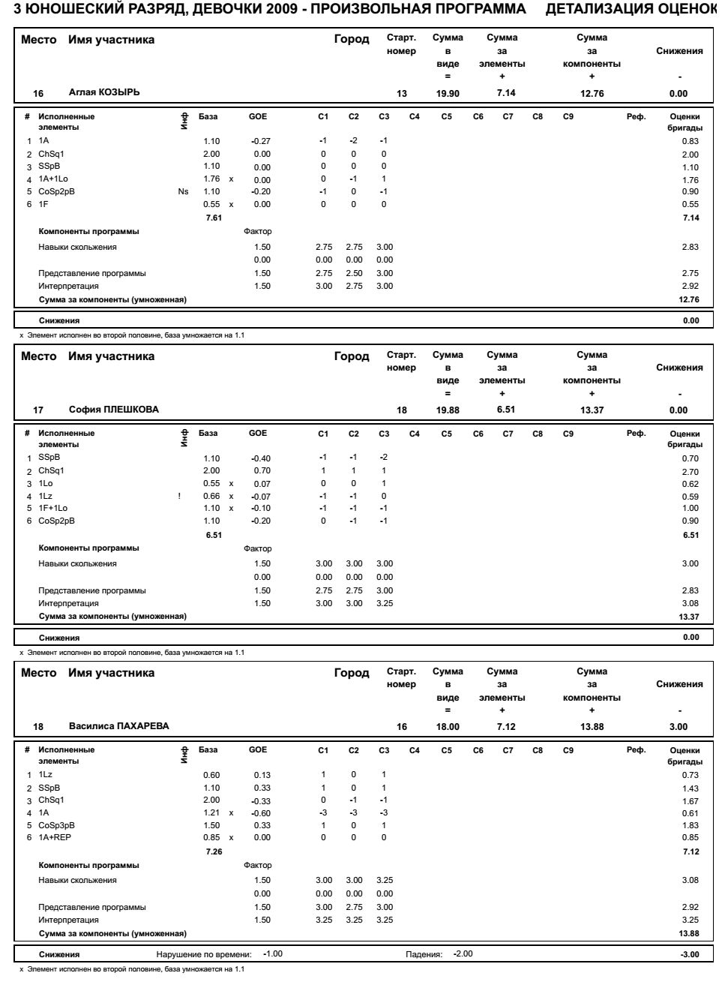 3 ЮНОШЕСКИЙ РАЗРЯД, ДЕВОЧКИ 2009 - ПРОИЗВОЛЬНАЯ ПРОГРАММА ДЕТАЛИЗАЦИЯ ОЦЕНОК
Место Имя участника Город Старт. Сумма Сумма Сумма
номер в за за Снижения
виде элементы компоненты
= + + -
16 Аглая КОЗЫРЬ 13 19.90 7.14 12.76 0.00
# Исполненные Инф База GOE C1 C2 C3 C4 C5 C6 C7 C8 C9 Реф. Оценки
элементы бригады
1 1A 1.10 -0.27 -1 -2 -1 0.83
2 ChSq1 2.00 0.00 0 0 0 2.00
3 SSpB 1.10 0.00 0 0 0 1.10
4 1A+1Lo 1.76 x 0.00 0 -1 1 1.76
5 CoSp2pB Ns 1.10 -0.20 -1 0 -1 0.90
6 1F 0.55 x 0.00 0 0 0 0.55
7.61 7.14
Компоненты программы Фактор
Навыки скольжения 1.50 2.75 2.75 3.00 2.83
0.00 0.00 0.00 0.00
Представление программы 1.50 2.75 2.50 3.00 2.75
Интерпретация 1.50 3.00 2.75 3.00 2.92
Сумма за компоненты (умноженная) 12.76
Снижения 0.00
x Элемент исполнен во второй половине, база умножается на 1.1
Место Имя участника Город Старт. Сумма Сумма Сумма
номер в за за Снижения
виде элементы компоненты
= + + -
17 София ПЛЕШКОВА 18 19.88 6.51 13.37 0.00
# Исполненные Инф База GOE C1 C2 C3 C4 C5 C6 C7 C8 C9 Реф. Оценки
элементы бригады
1 SSpB 1.10 -0.40 -1 -1 -2 0.70
2 ChSq1 2.00 0.70 1 1 1 2.70
3 1Lo 0.55 x 0.07 0 0 1 0.62
4 1Lz ! 0.66 x -0.07 -1 -1 0 0.59
5 1F+1Lo 1.10 x -0.10 -1 -1 -1 1.00
6 CoSp2pB 1.10 -0.20 0 -1 -1 0.90
6.51 6.51
Компоненты программы Фактор
Навыки скольжения 1.50 3.00 3.00 3.00 3.00
0.00 0.00 0.00 0.00
Представление программы 1.50 2.75 2.75 3.00 2.83
Интерпретация 1.50 3.00 3.00 3.25 3.08
Сумма за компоненты (умноженная) 13.37
Снижения 0.00
x Элемент исполнен во второй половине, база умножается на 1.1
Место Имя участника Город Старт. Сумма Сумма Сумма
номер в за за Снижения
виде элементы компоненты
= + + -
18 Василиса ПАХАРЕВА 16 18.00 7.12 13.88 3.00
# Исполненные Инф База GOE C1 C2 C3 C4 C5 C6 C7 C8 C9 Реф. Оценки
элементы бригады
1 1Lz 0.60 0.13 1 0 1 0.73
2 SSpB 1.10 0.33 1 0 1 1.43
3 ChSq1 2.00 -0.33 0 -1 -1 1.67
4 1A 1.21 x -0.60 -3 -3 -3 0.61
5 CoSp3pB 1.50 0.33 1 0 1 1.83
6 1A+REP 0.85 x 0.00 0 0 0 0.85
7.26 7.12
Компоненты программы Фактор
Навыки скольжения 1.50 3.00 3.00 3.25 3.08
0.00 0.00 0.00 0.00
Представление программы 1.50 3.00 2.75 3.00 2.92
Интерпретация 1.50 3.25 3.25 3.25 3.25
Сумма за компоненты (умноженная) 13.88
Снижения Нарушение по времени: -1.00 Падения: -2.00 -3.00
x Элемент исполнен во второй половине, база умножается на 1.1